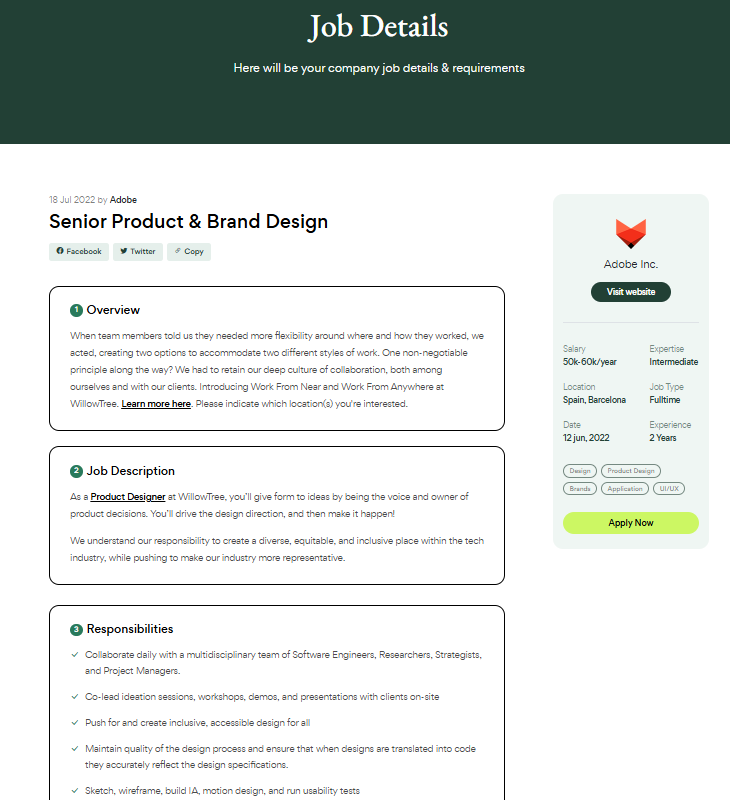 Job Details
Here will be your company job details & requirements
18 Jul 2022 by Adobe
Senior Product & Brand Design
Facebook
Twitter
Copy
1 Overview
When team members told us they needed more flexibility around where and how they worked, we
acted, creating two options to accommodate two different styles of work. One non-negotiable
principle along the way? We had to retain our deep culture of collaboration, both among
ourselves and with our clients. Introducing Work From Near and Work From Anywhere at
WillowTree. Learn more here. Please indicate which location(s) you're interested.
2 Job Description
As a Product Designer at WillowTree, you'll give form to ideas by being the voice and owner of
product decisions. You'll drive the design direction, and then make it happen!
We understand our responsibility to create a diverse, equitable, and inclusive place within the tech
industry, while pushing to make our industry more representative.
3 Responsibilities
Collaborate daily with a multidisciplinary team of Software Engineers, Researchers, Strategists,
and Project Managers.
Co-lead ideation sessions, workshops, demos, and presentations with clients on-site
Push for and create inclusive, accessible design for all
Maintain quality of the design process and ensure that when designs are translated into code
they accurately reflect the design specifications.
Sketch, wireframe, build IA, motion design, and run usability tests
Adobe Inc.
Visit website
Salary
50k-60k/year
Expertise
Intermediate
Location
Spain, Barcelona
Job Type
Fulltime
Date
12 jun, 2022
Experience
2 Years
Design
Product Design
Brands
Application
UI/UX
Apply Now